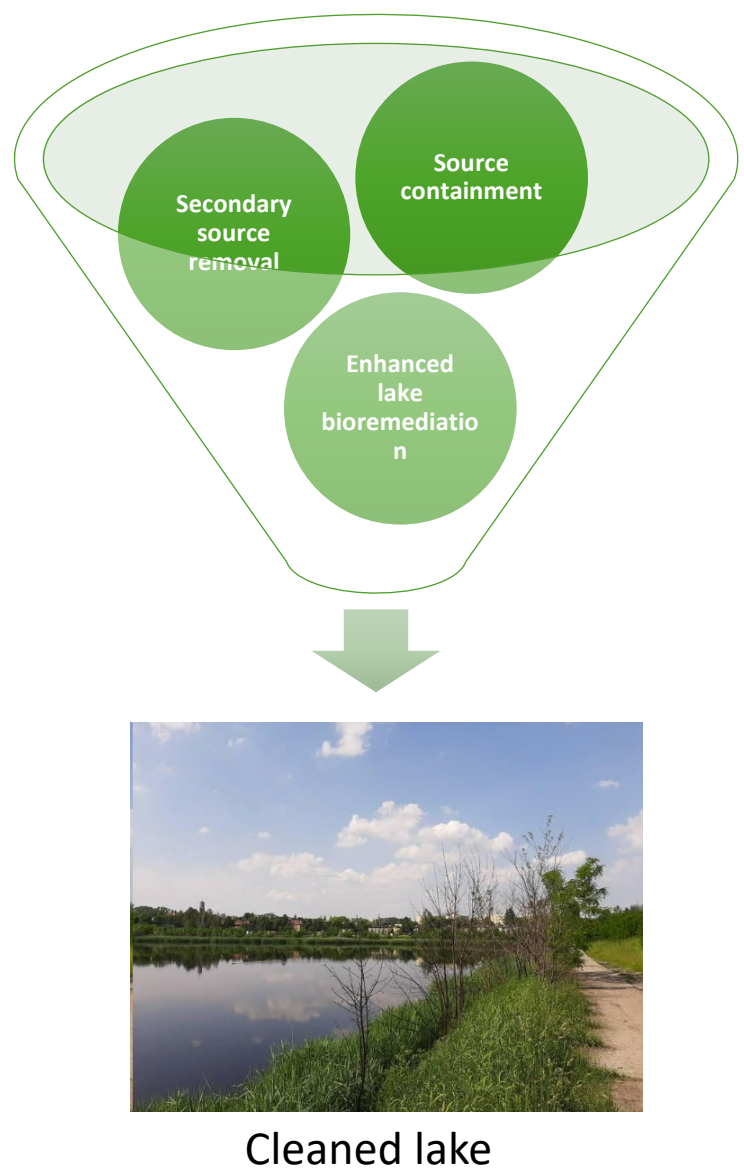 Source
containment
Secondary
source
removal
Enhanced
lake
bioremediatio
n
Cleaned lake